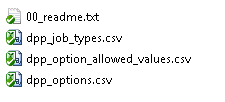 00_readme.txt
dpp_job_types.csv
dpp_option_allowed_values.csv
dpp_options.csv